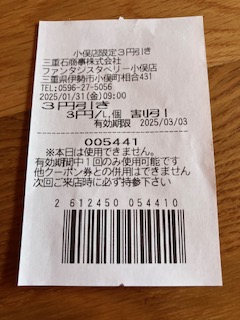 小俣店限定3円引き
三重石商事株式会社
ファンタジスタベリー小俣店
三重県伊勢市小俣町相合431
TEL:0596-27-5056
2025/01/31(金)09:00
3円引き
3円/L,個 割引
有効期限 2025/03/03
005441
※本日は使用できません。
有効期間中1回のみ使用可能です
他クーポン券との併用はできません
次回ご来店時に必ず持参下さい
2 612450 054410